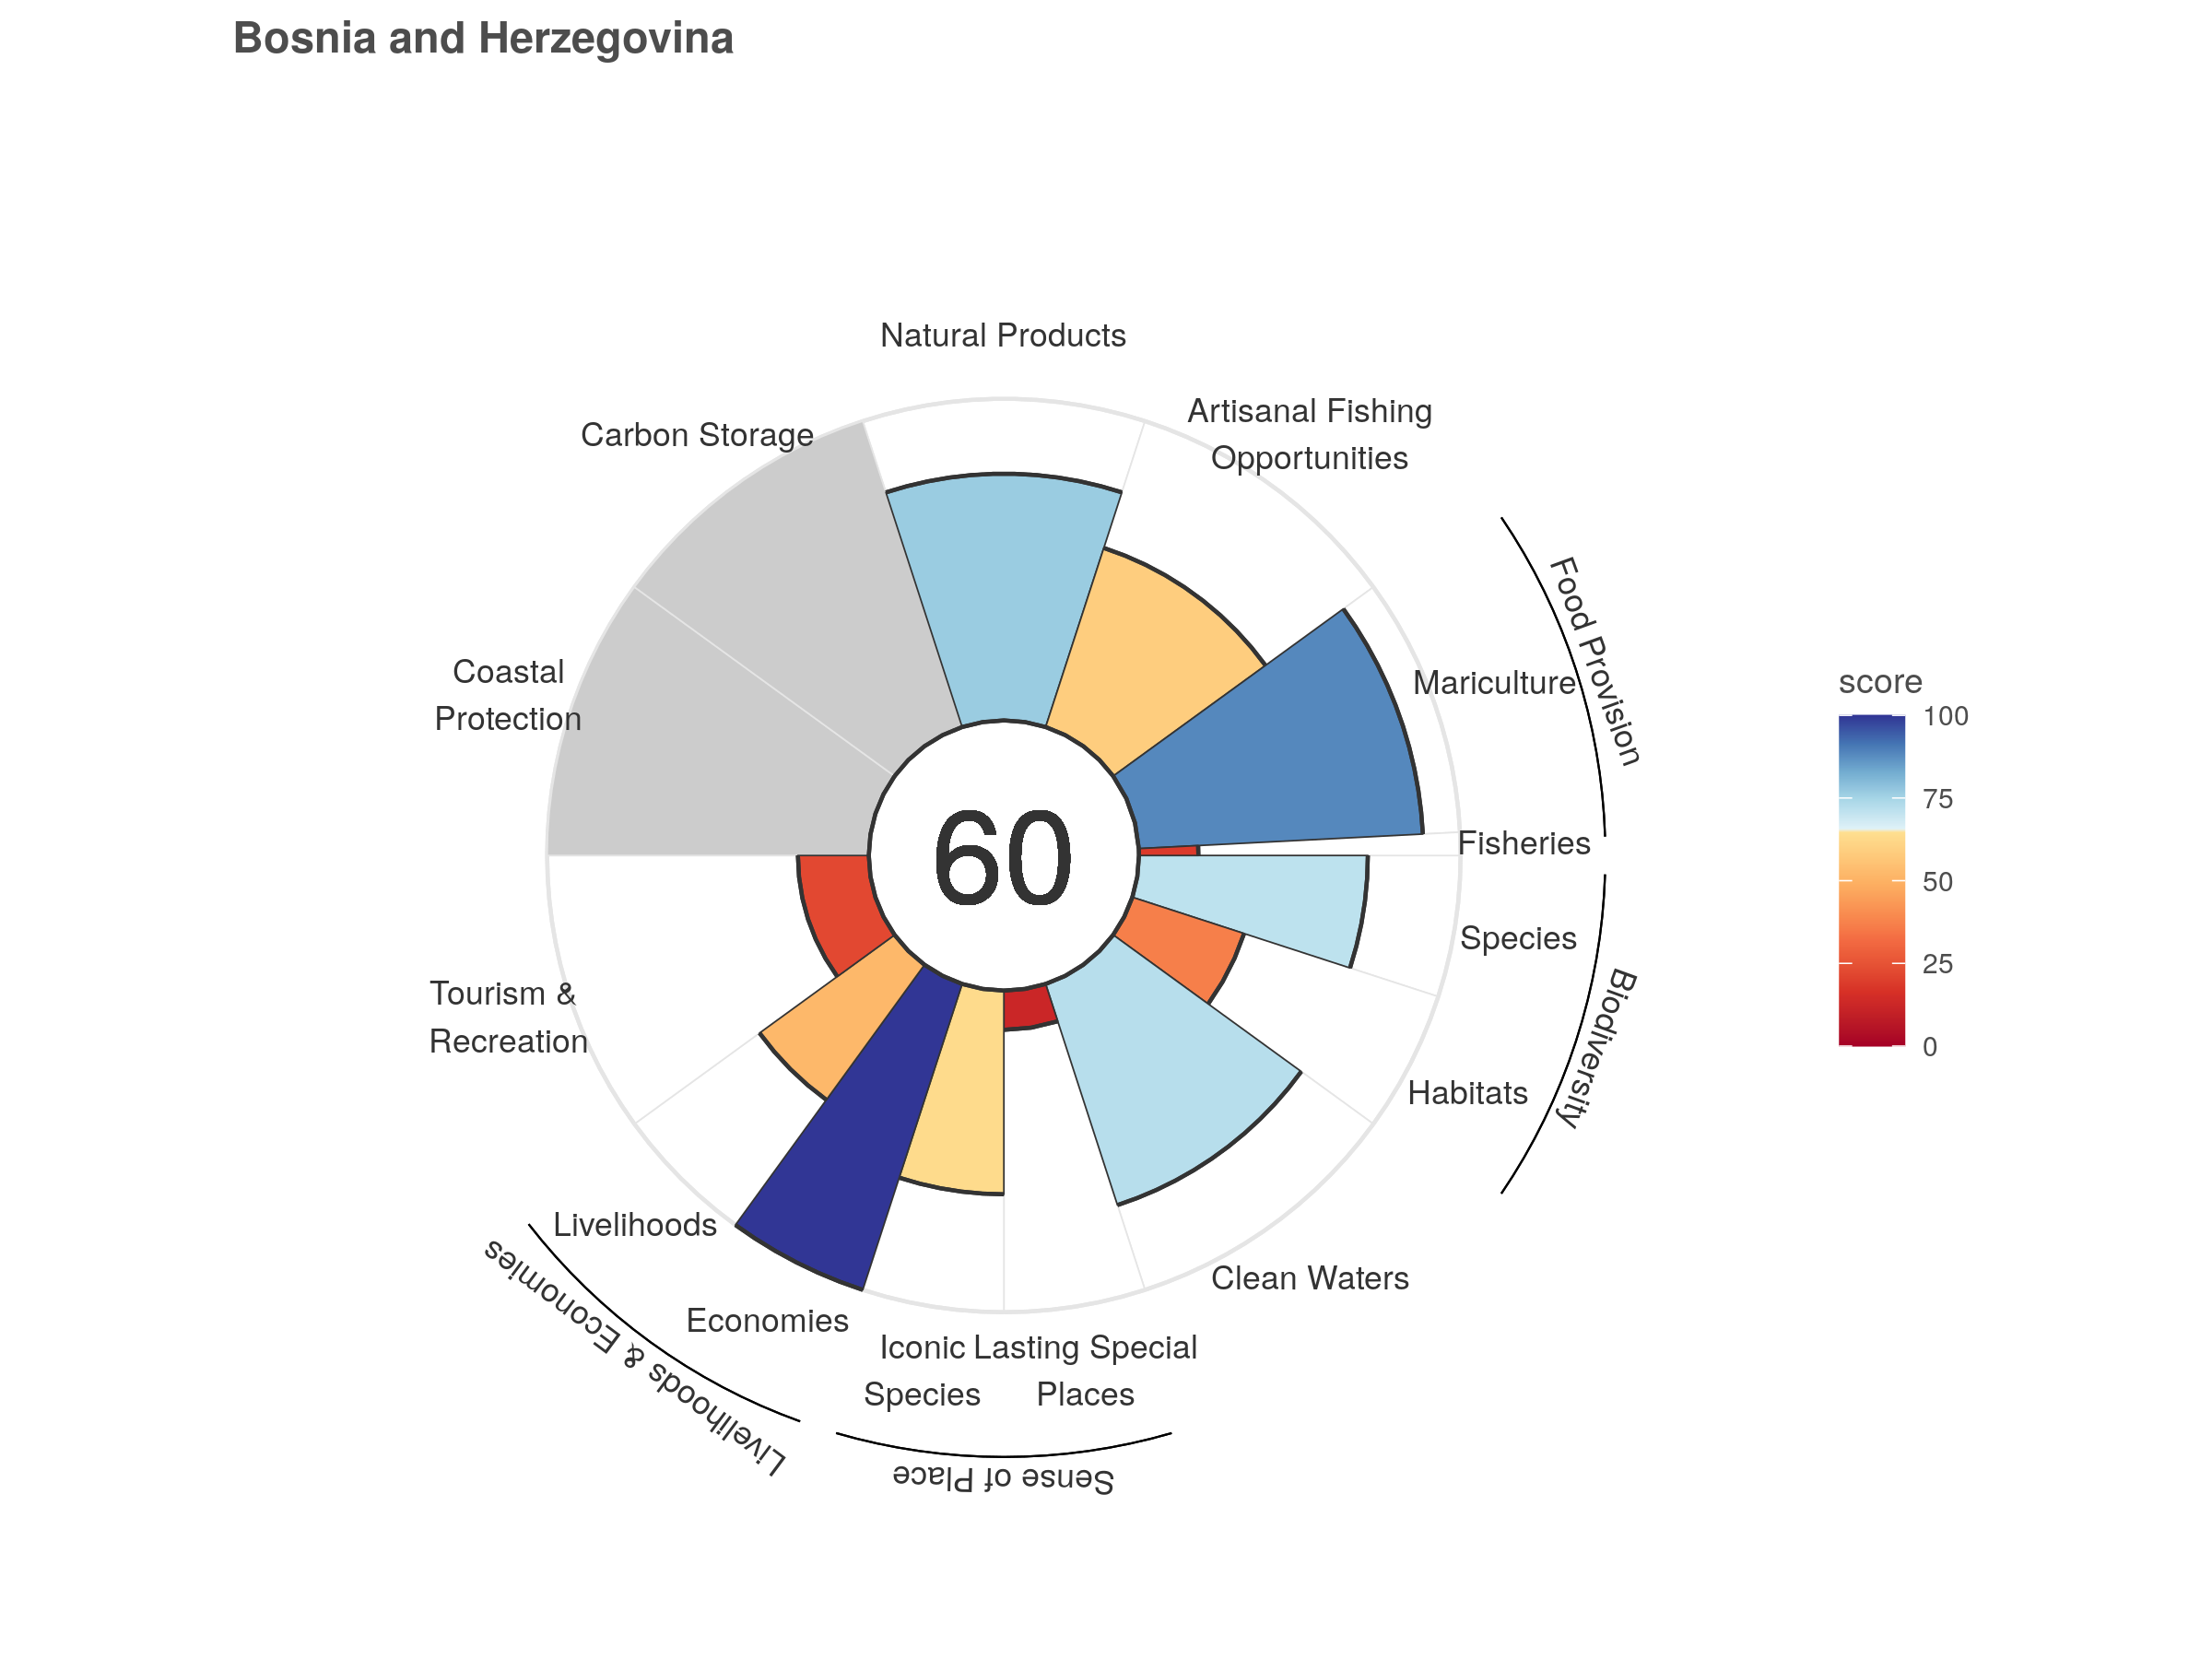 Bosnia and Herzegovina
Natural Products
Artisanal Fishing
Opportunities
Carbon Storage
Food Provision
Coastal
Protection
Mariculture
score
100
75
50
25
0
60
Fisheries
Species
Biodiversity
Tourism &
Recreation
Habitats
Livelihoods
Clean Waters
Economies
Livelihoods & Economies
Iconic
Species
Lasting Special
Places
Sense of Place